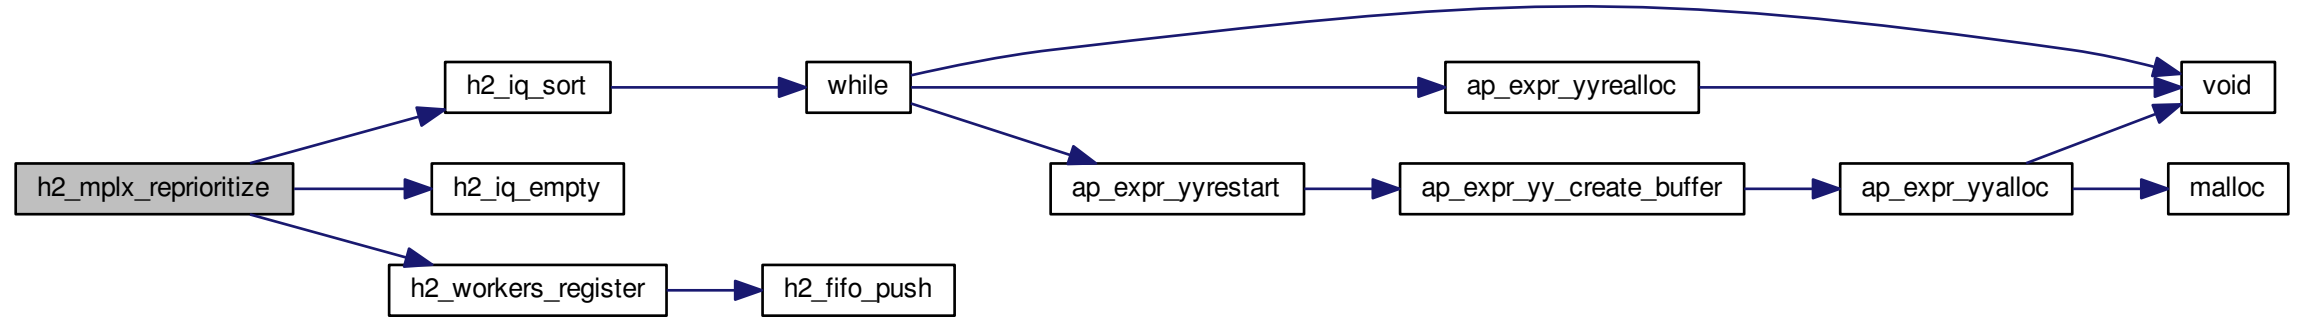 h2_mplx_reprioritize
h2_iq_sort
h2_iq_empty
h2_workers_register
while
h2_fifo_push
ap_expr_yyrealloc
ap_expr_yyrestart
ap_expr_yy_create_buffer
ap_expr_yyalloc
void
malloc